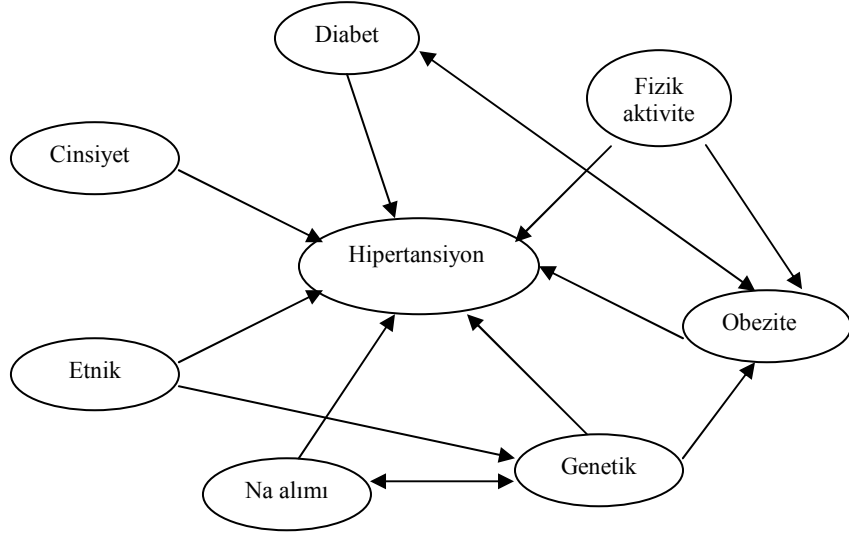 Diabet
Fizik
aktivite
Cinsiyet
Hipertansiyon
Obezite
Etnik
Genetik
Na alımı